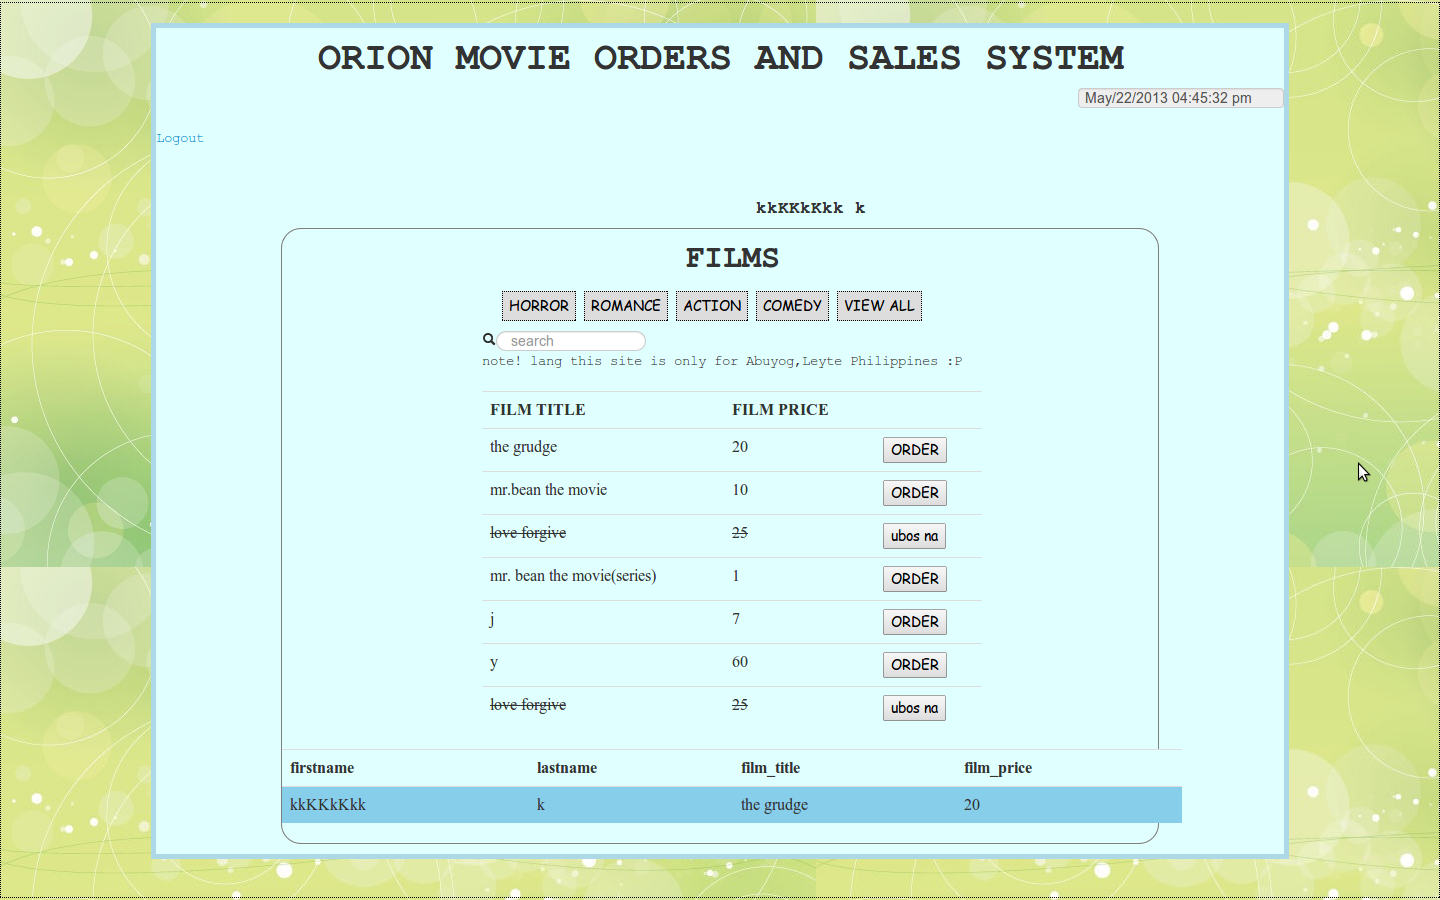 ORION MOVIE ORDERS AND SALES SYSTEM
May/22/2013 04:45:32 pm
Logout
kkKKkKkk k
FILMS
HORROR ROMANCE ACTION COMEDY VIEW ALL
search
note! lang this site is only for Abuyog,Leyte Philippines :P
FILM TITLE FILM PRICE
the grudge 20 ORDER
mr.bean the movie 10 ORDER
love forgive 25 ubos na
mr. bean the movie(series) 1 ORDER
j 7 ORDER
y 60 ORDER
love forgive 25 ubos na
firstname lastname film_title film_price
kkKKkKkk k the grudge 20